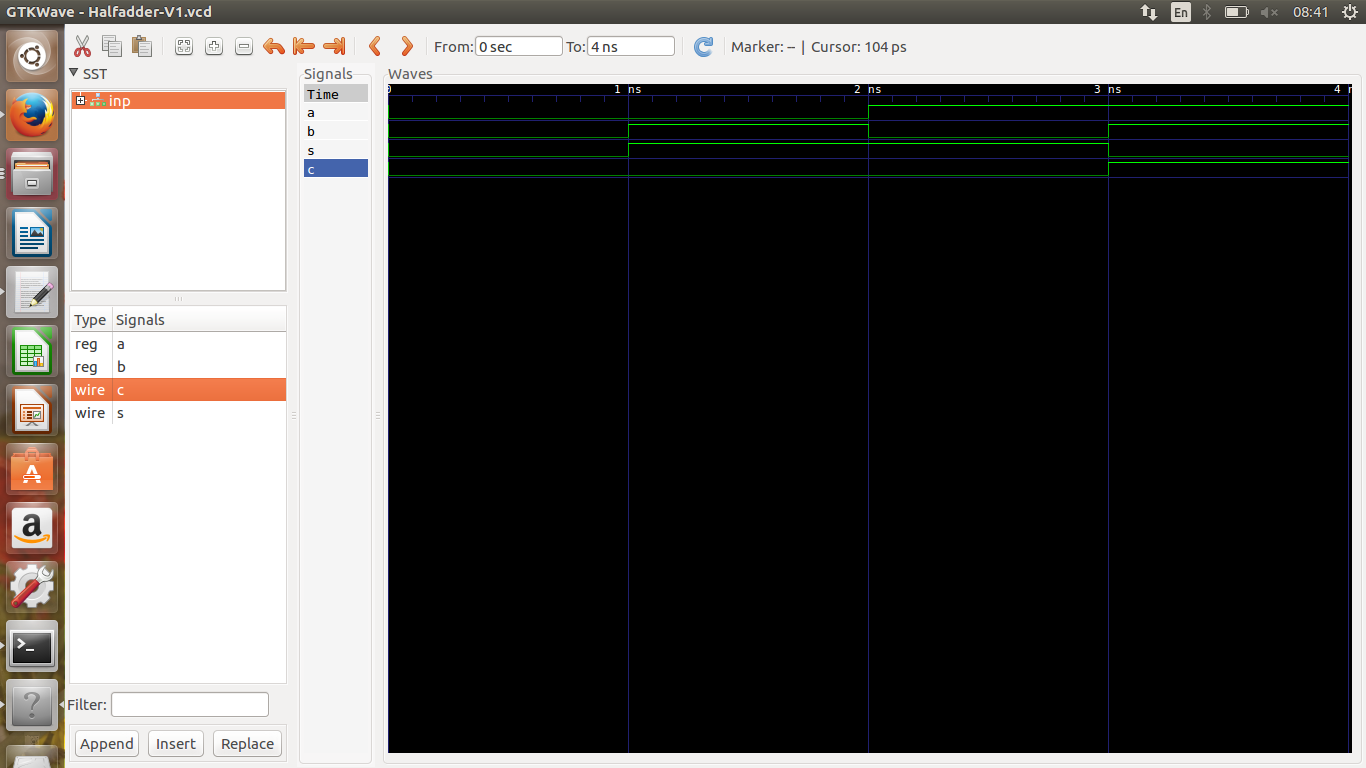 GTKWave - Halfadder-V1.vcd
En
08:41
From: 0 sec To: 4 ns Marker: -- | Cursor: 104 ps
SST
inp
Type Signals
reg a
reg b
wire c
wire s
Filter:
Append Insert Replace
Signals
Time
a
b
s
c
Waves
0 1 ns 2 ns 3 ns 4 n